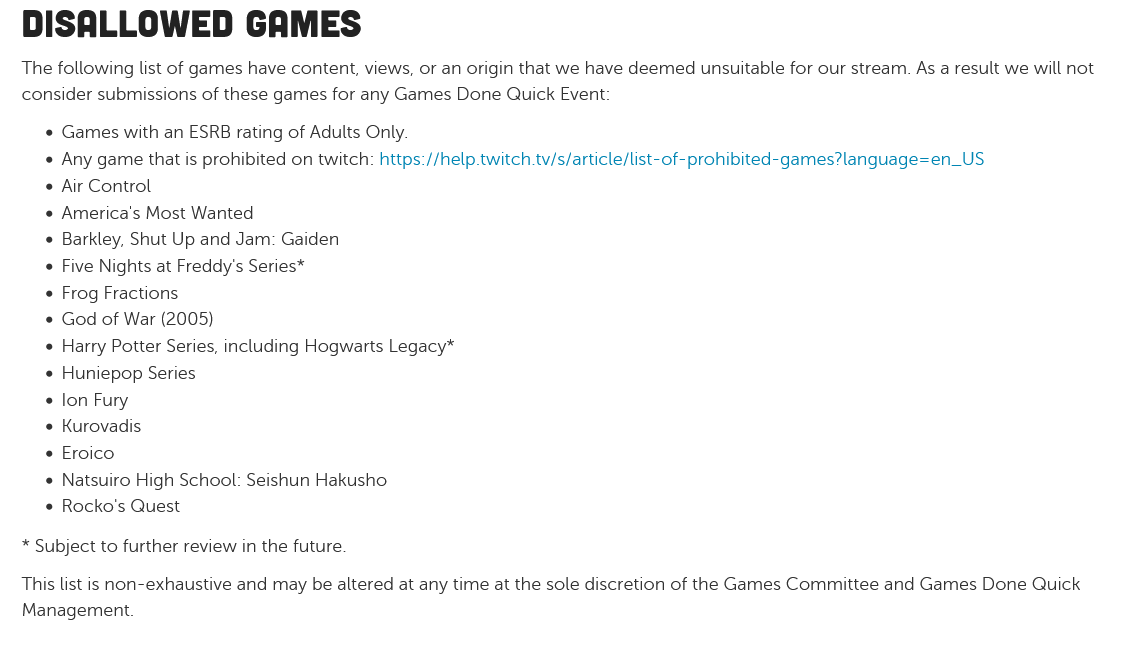 DISALLOWED GAMES
The following list of games have content, views, or an origin that we have deemed unsuitable for our stream. As a result we will not
consider submissions of these games for any Games Done Quick Event:
• Games with an ESRB rating of Adults Only.
• Any game that is prohibited on twitch: https://help.twitch.tv/s/article/list-of-prohibited-games?language=en_US
• Air Control
• America's Most Wanted
• Barkley, Shut Up and Jam: Gaiden
• Five Nights at Freddy's Series*
• Frog Fractions
• God of War (2005)
• Harry Potter Series, including Hogwarts Legacy*
• Huniepop Series
• Ion Fury
• Kurovadis
• Eroico
• Natsuiro High School: Seishun Hakusho
• Rocko's Quest
* Subject to further review in the future.
This list is non-exhaustive and may be altered at any time at the sole discretion of the Games Committee and Games Done Quick
Management.